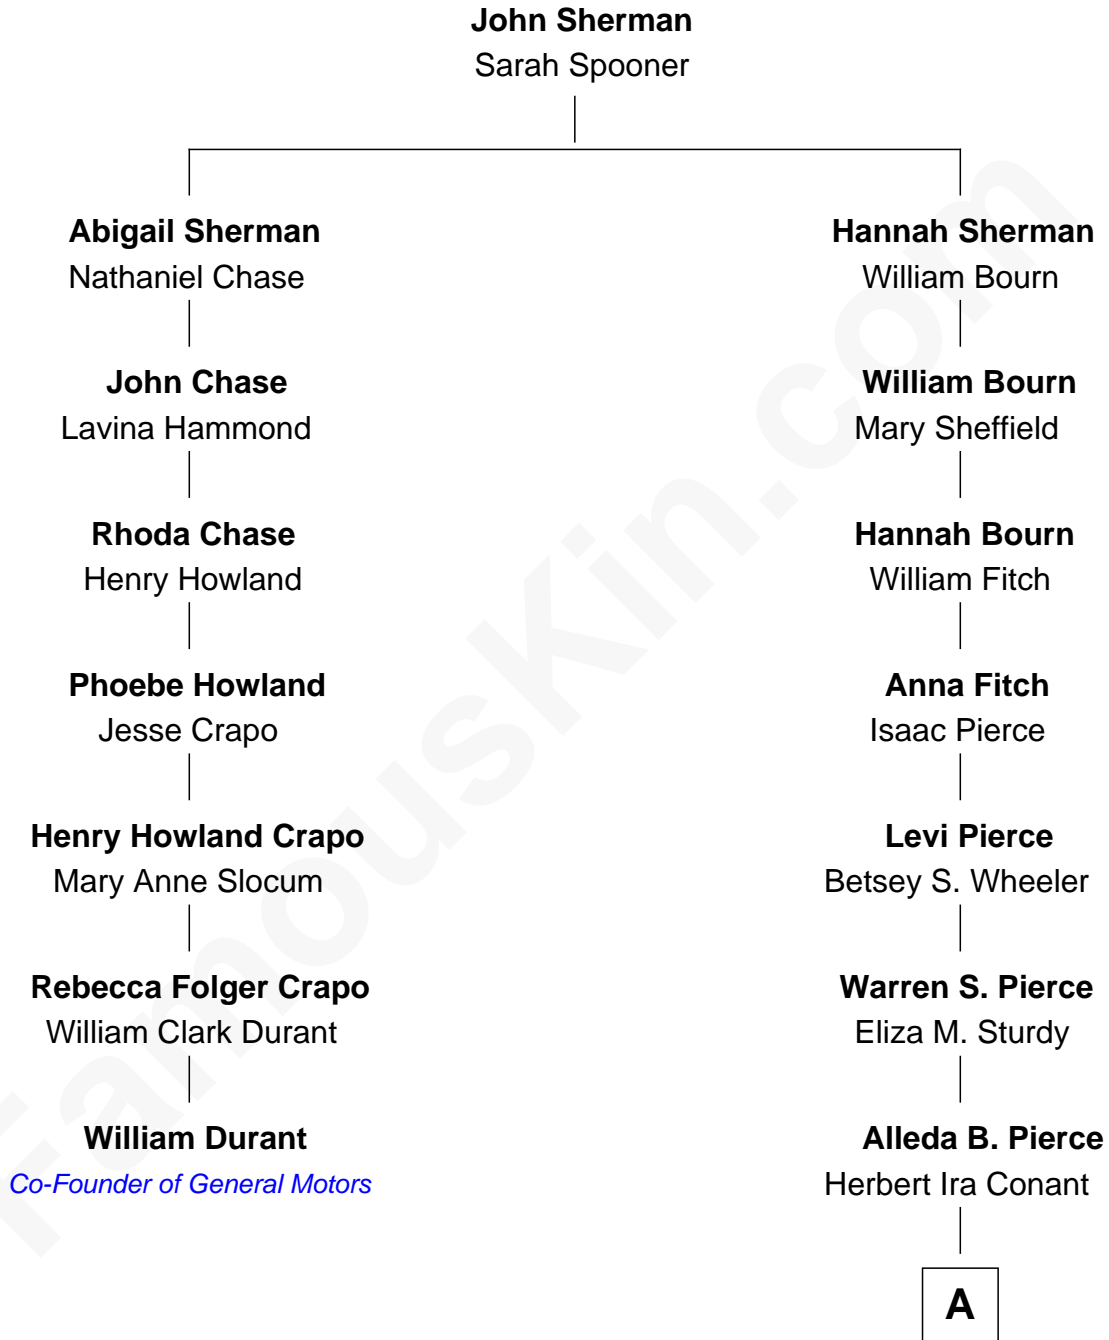 John Sherman
Sarah Spooner
Abigail Sherman
Nathaniel Chase
Hannah Sherman
William Bourn
John Chase
Lavina Hammond
William Bourn
Mary Sheffield
Rhoda Chase
Henry Howland
Hannah Bourn
William Fitch
Phoebe Howland
Jesse Crapo
Anna Fitch
Isaac Pierce
Henry Howland Crapo
Mary Anne Slocum
Levi Pierce
Betsey S. Wheeler
Rebecca Folger Crapo
William Clark Durant
Warren S. Pierce
Eliza M. Sturdy
William Durant
Co-Founder of General Motors
Alleda B. Pierce
Herbert Ira Conant
A
FamousKin.com